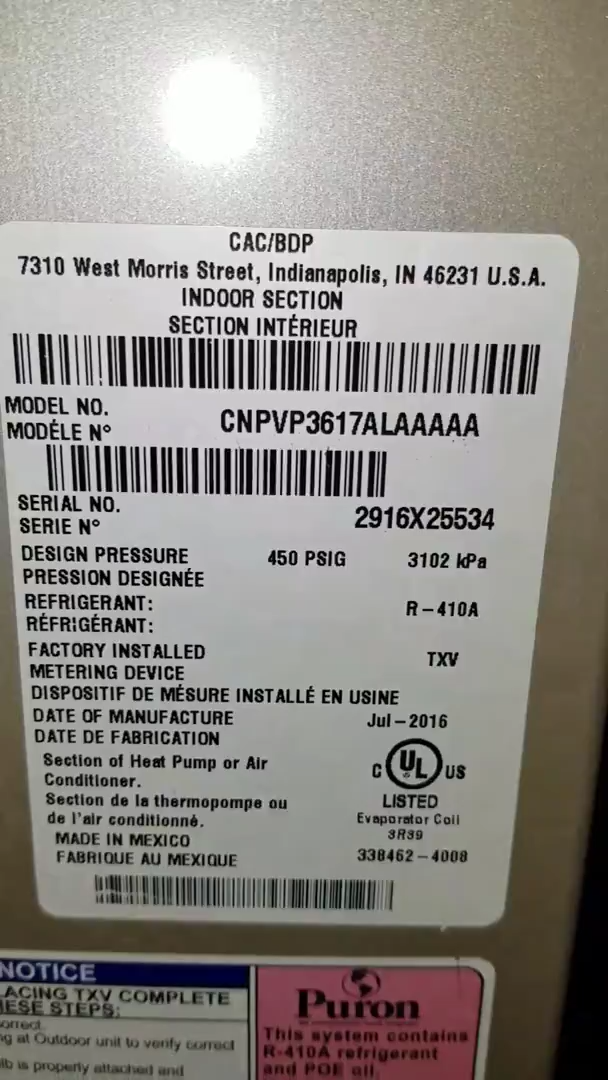 CAC/BDP
7310 West Morris Street, Indianapolis, IN 46231 U.S.A.
INDOOR SECTION
SECTION INTÉRIEUR
MODEL NO.
MODÉLE N° CNPVP3617ALAAAAA
SERIAL NO.
SERIE N° 2916X25534
DESIGN PRESSURE 450 PSIG 3102 kPa
PRESSION DESIGNÉE
REFRIGERANT: R-410A
RÉFRIGÉRANT:
FACTORY INSTALLED TXV
METERING DEVICE
DISPOSITIF DE MÉSURE INSTALLÉ EN USINE
DATE OF MANUFACTURE Jul-2016
DATE DE FABRICATION
Section of Heat Pump or Air
Conditioner.
Section de la thermopompe ou
de l'air conditionné.
MADE IN MEXICO
FABRIQUE AU MEXIQUE
C UL US
LISTED
Evaporator Coil
3R39
338462-4008
NOTICE
ACING TXV COMPLETE
ESE STEPS:
orrect.
ng at Outdoor unit to verify correct
lb is properly attached and
Puron
This system contains
R-410A refrigerant
and POE oil.